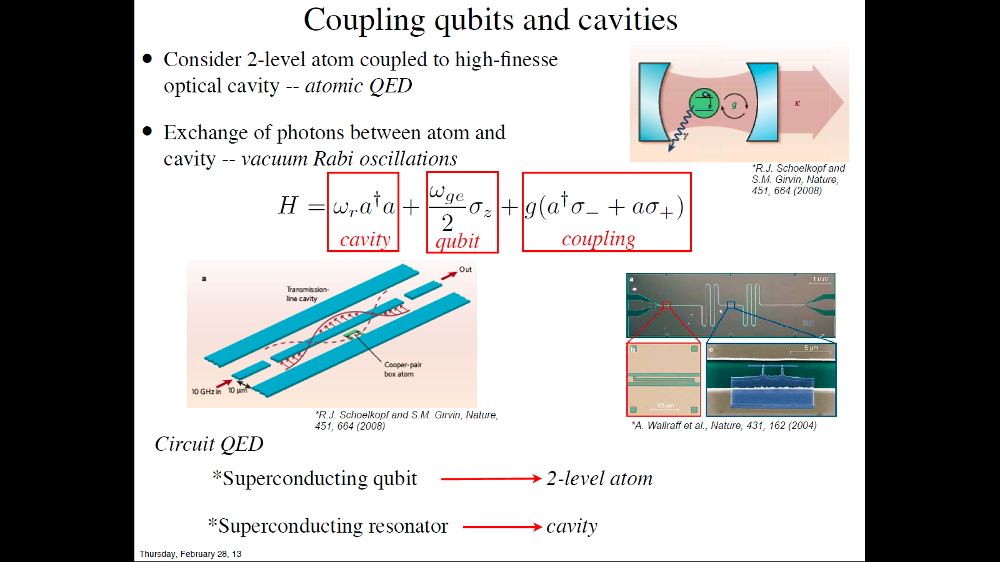 Coupling qubits and cavities
• Consider 2-level atom coupled to high-finesse
optical cavity -- atomic QED
• Exchange of photons between atom and
cavity -- vacuum Rabi oscillations
g
κ
γ
*R.J. Schoelkopf and
S.M. Girvin, Nature,
451, 664 (2008)
H = ω_r a†a + ω_ge/2 σ_z + g(a†σ₋ + aσ₊)
cavity
qubit
coupling
a
Out
Transmission-
line cavity
Cooper-pair
box atom
10 GHz in
10 µm
*R.J. Schoelkopf and S.M. Girvin, Nature,
451, 664 (2008)
a
1 mm
b
50 µm
c
5 µm
*A. Wallraff et al., Nature, 431, 162 (2004)
Circuit QED
*Superconducting qubit → 2-level atom
*Superconducting resonator → cavity
Thursday, February 28, 13